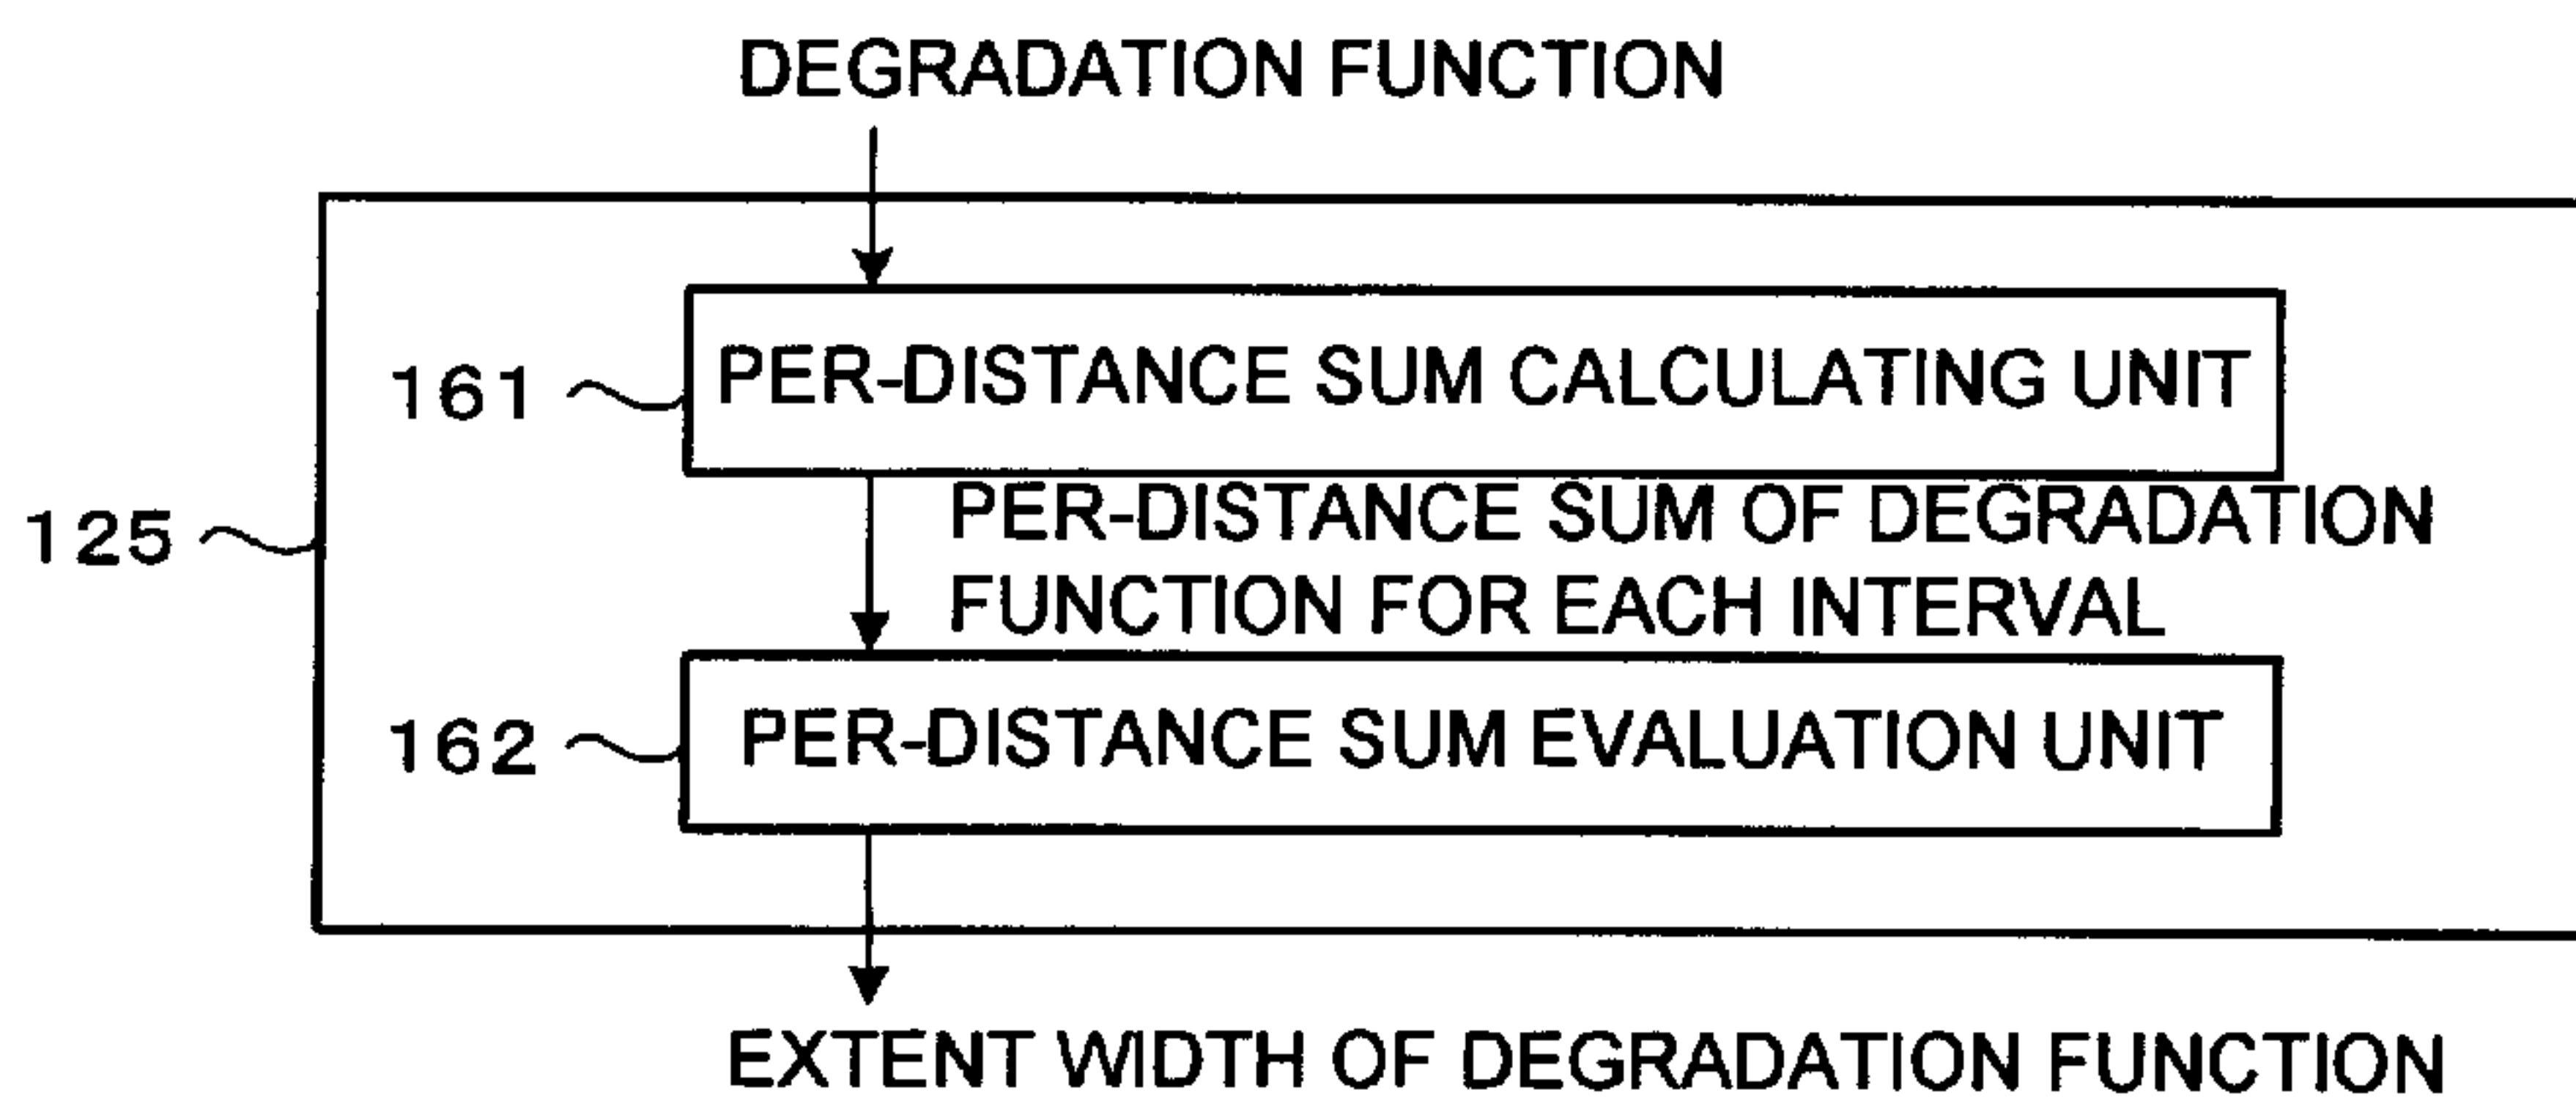 DEGRADATION FUNCTION
161
PER-DISTANCE SUM CALCULATING UNIT
125
PER-DISTANCE SUM OF DEGRADATION
FUNCTION FOR EACH INTERVAL
162
PER-DISTANCE SUM EVALUATION UNIT
EXTENT WIDTH OF DEGRADATION FUNCTION